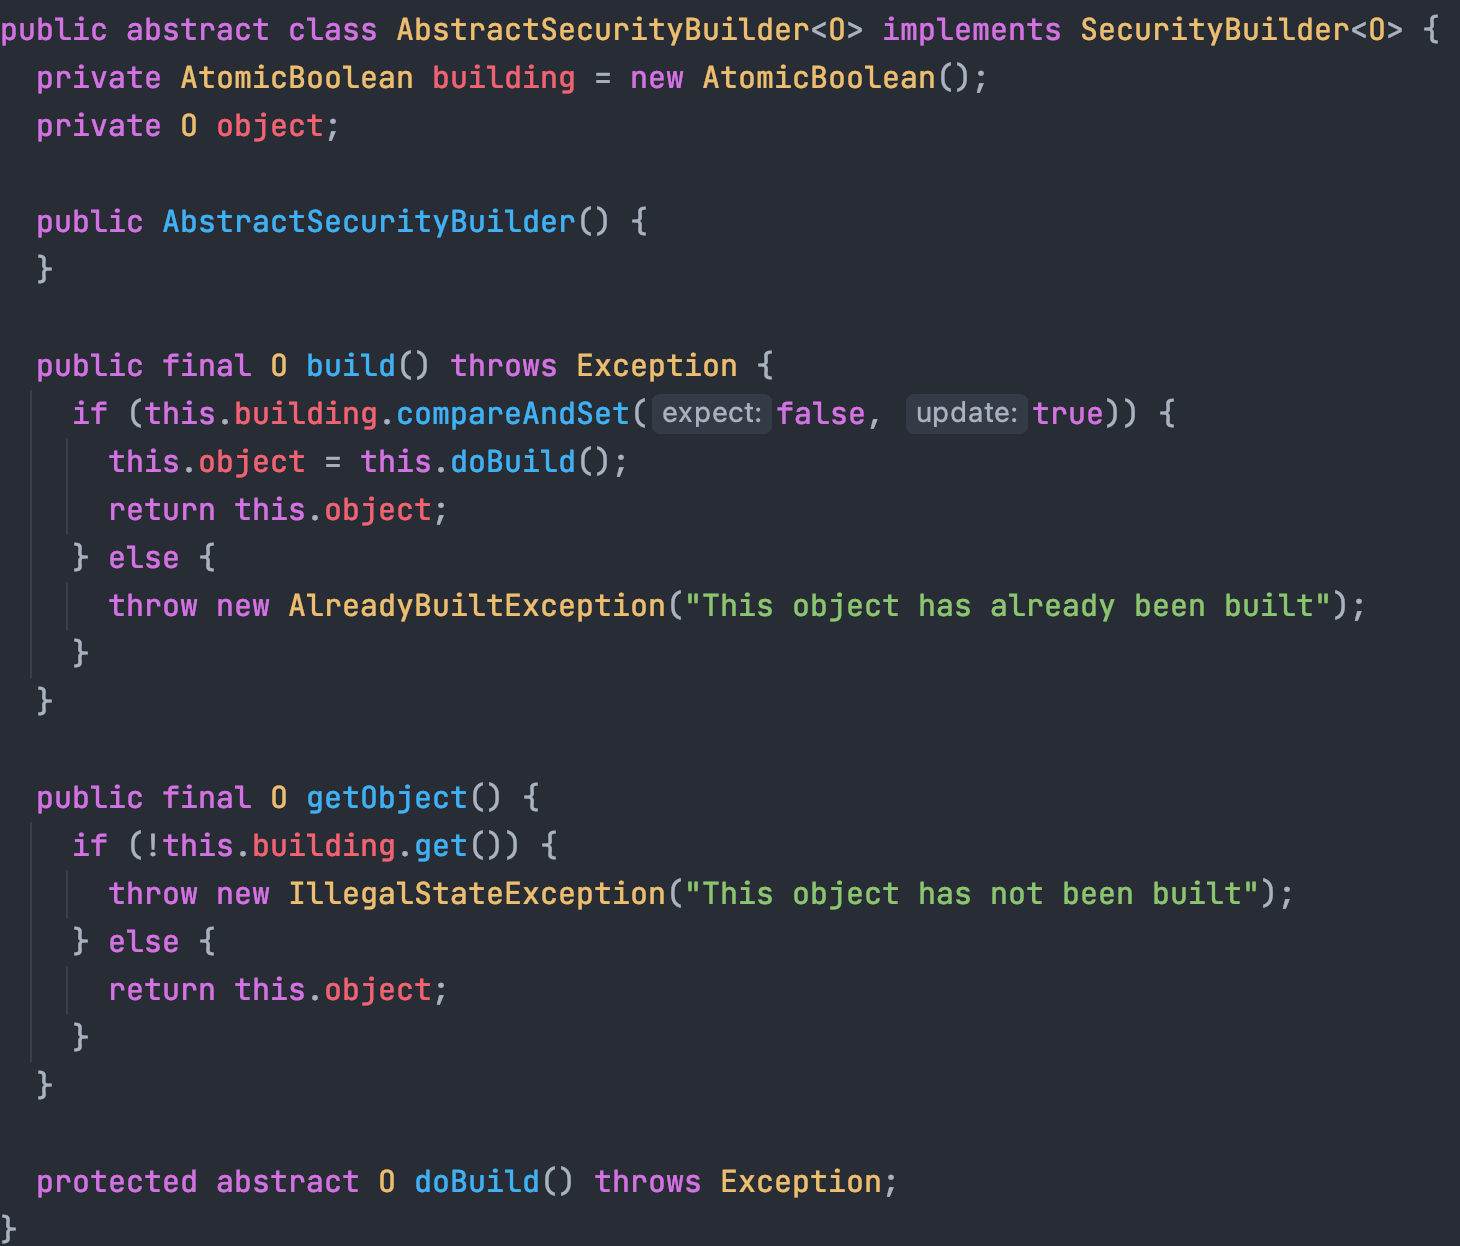 public abstract class AbstractSecurityBuilder<O> implements SecurityBuilder<O> {
  private AtomicBoolean building = new AtomicBoolean();
  private O object;

  public AbstractSecurityBuilder() {
  }

  public final O build() throws Exception {
    if (this.building.compareAndSet( expect: false,  update: true)) {
      this.object = this.doBuild();
      return this.object;
    } else {
      throw new AlreadyBuiltException("This object has already been built");
    }
  }

  public final O getObject() {
    if (!this.building.get()) {
      throw new IllegalStateException("This object has not been built");
    } else {
      return this.object;
    }
  }

  protected abstract O doBuild() throws Exception;
}